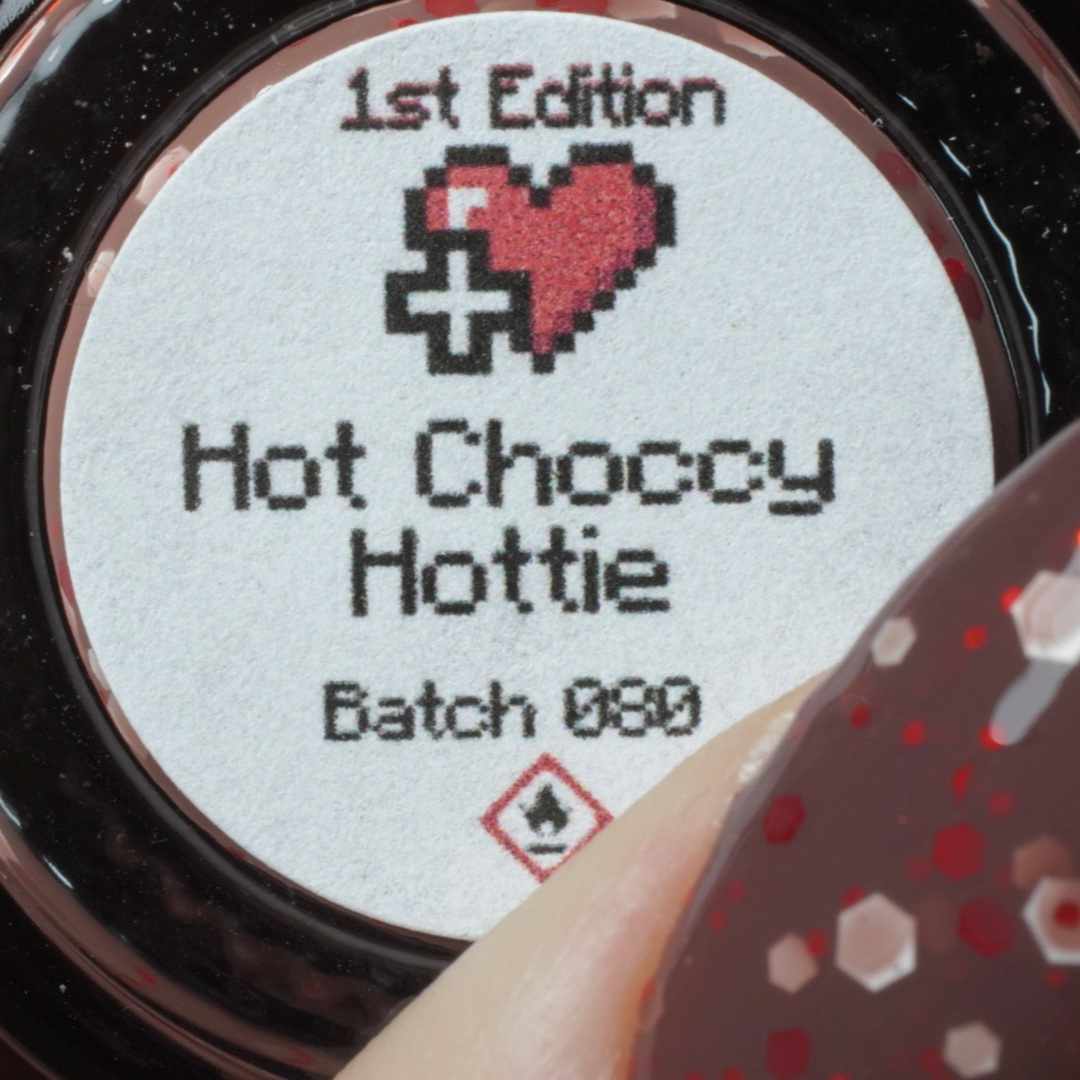 1st Edition
Hot Choccy
Hottie
Batch 080